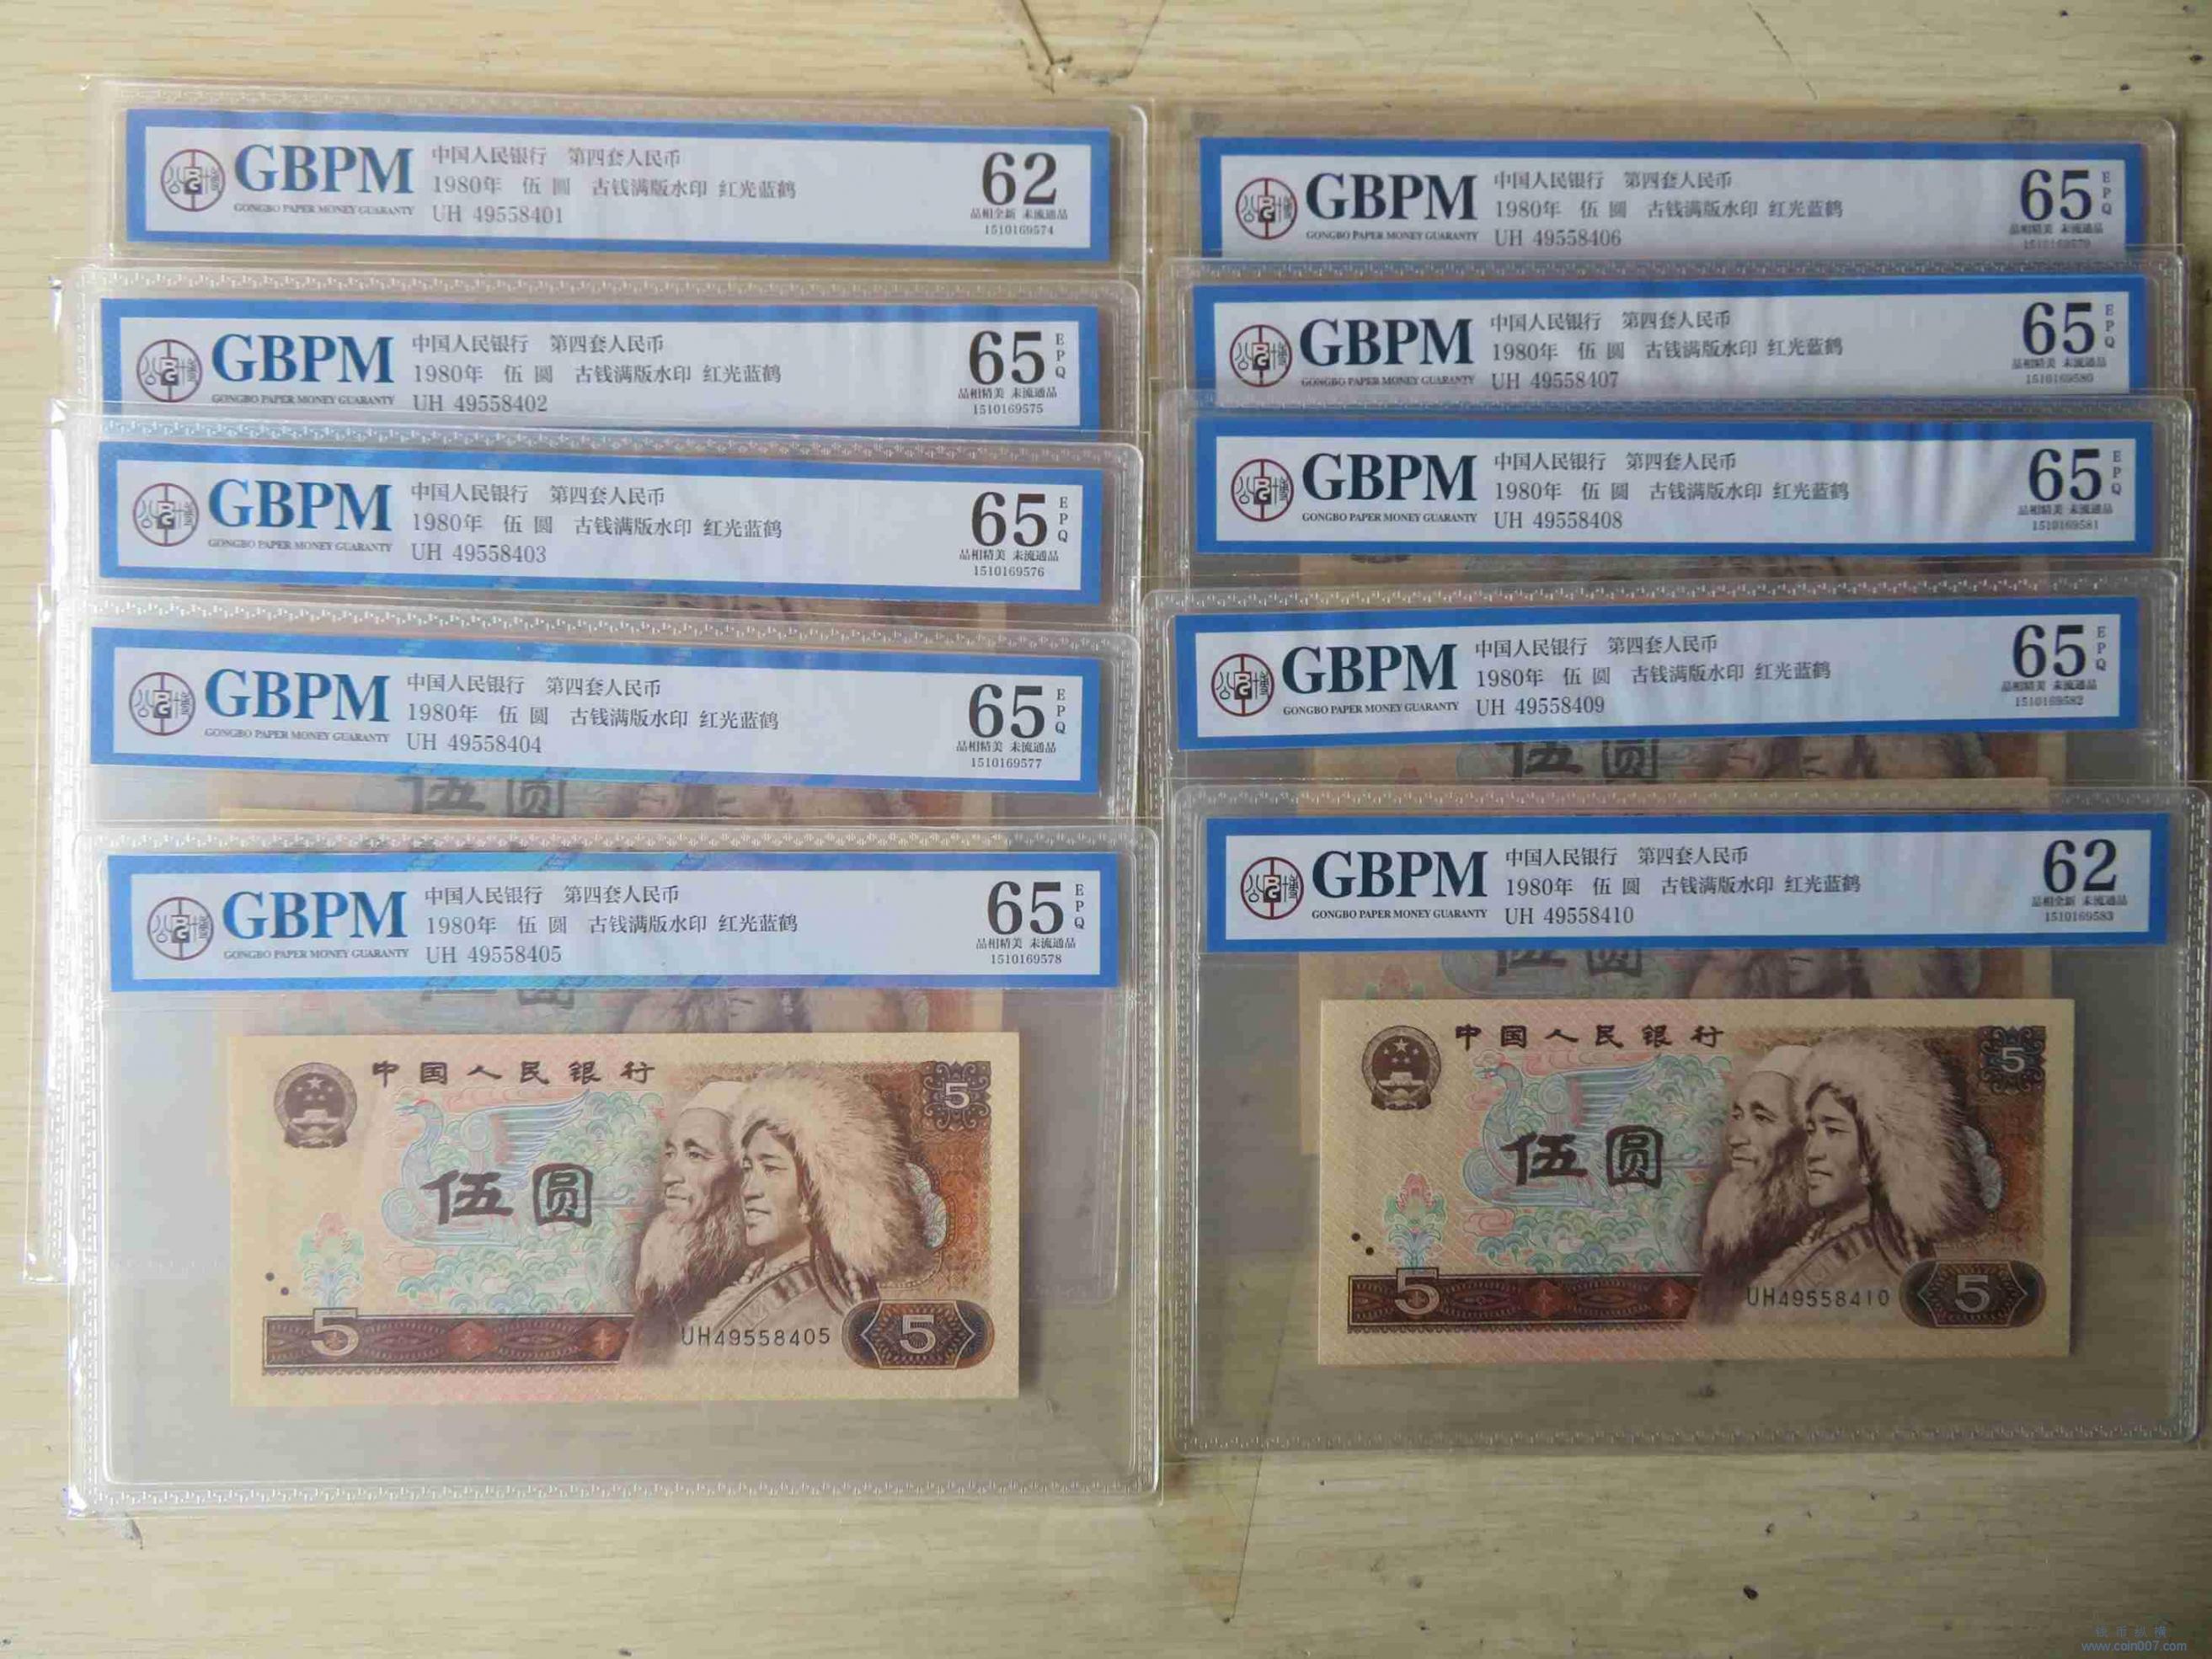 GBPM
GONGBO PAPER MONEY GUARANTY
中国人民银行 第四套人民币
1980年 伍 圆 古钱满版水印 红光蓝鹤
UH 49558401
62
品相全新 未流通品
1510169574
GBPM
GONGBO PAPER MONEY GUARANTY
中国人民银行 第四套人民币
1980年 伍 圆 古钱满版水印 红光蓝鹤
UH 49558402
65 EPQ
品相精美 未流通品
1510169575
GBPM
GONGBO PAPER MONEY GUARANTY
中国人民银行 第四套人民币
1980年 伍 圆 古钱满版水印 红光蓝鹤
UH 49558403
65 EPQ
品相精美 未流通品
1510169576
GBPM
GONGBO PAPER MONEY GUARANTY
中国人民银行 第四套人民币
1980年 伍 圆 古钱满版水印 红光蓝鹤
UH 49558404
65 EPQ
品相精美 未流通品
1510169577
伍圆
GBPM
GONGBO PAPER MONEY GUARANTY
中国人民银行 第四套人民币
1980年 伍 圆 古钱满版水印 红光蓝鹤
UH 49558405
65 EPQ
品相精美 未流通品
1510169578
中国人民银行
5
伍圆
5
UH49558405
5
GBPM
GONGBO PAPER MONEY GUARANTY
中国人民银行 第四套人民币
1980年 伍 圆 古钱满版水印 红光蓝鹤
UH 49558406
65 EPQ
品相精美 未流通品
1510169579
GBPM
GONGBO PAPER MONEY GUARANTY
中国人民银行 第四套人民币
1980年 伍 圆 古钱满版水印 红光蓝鹤
UH 49558407
65 EPQ
品相精美 未流通品
1510169580
GBPM
GONGBO PAPER MONEY GUARANTY
中国人民银行 第四套人民币
1980年 伍 圆 古钱满版水印 红光蓝鹤
UH 49558408
65 EPQ
品相精美 未流通品
1510169581
GBPM
GONGBO PAPER MONEY GUARANTY
中国人民银行 第四套人民币
1980年 伍 圆 古钱满版水印 红光蓝鹤
UH 49558409
65 EPQ
品相精美 未流通品
1510169582
伍圆
GBPM
GONGBO PAPER MONEY GUARANTY
中国人民银行 第四套人民币
1980年 伍 圆 古钱满版水印 红光蓝鹤
UH 49558410
62
品相全新 未流通品
1510169583
伍圆
中国人民银行
5
伍圆
5
UH49558410
5
钱币纵横
www.coin007.com